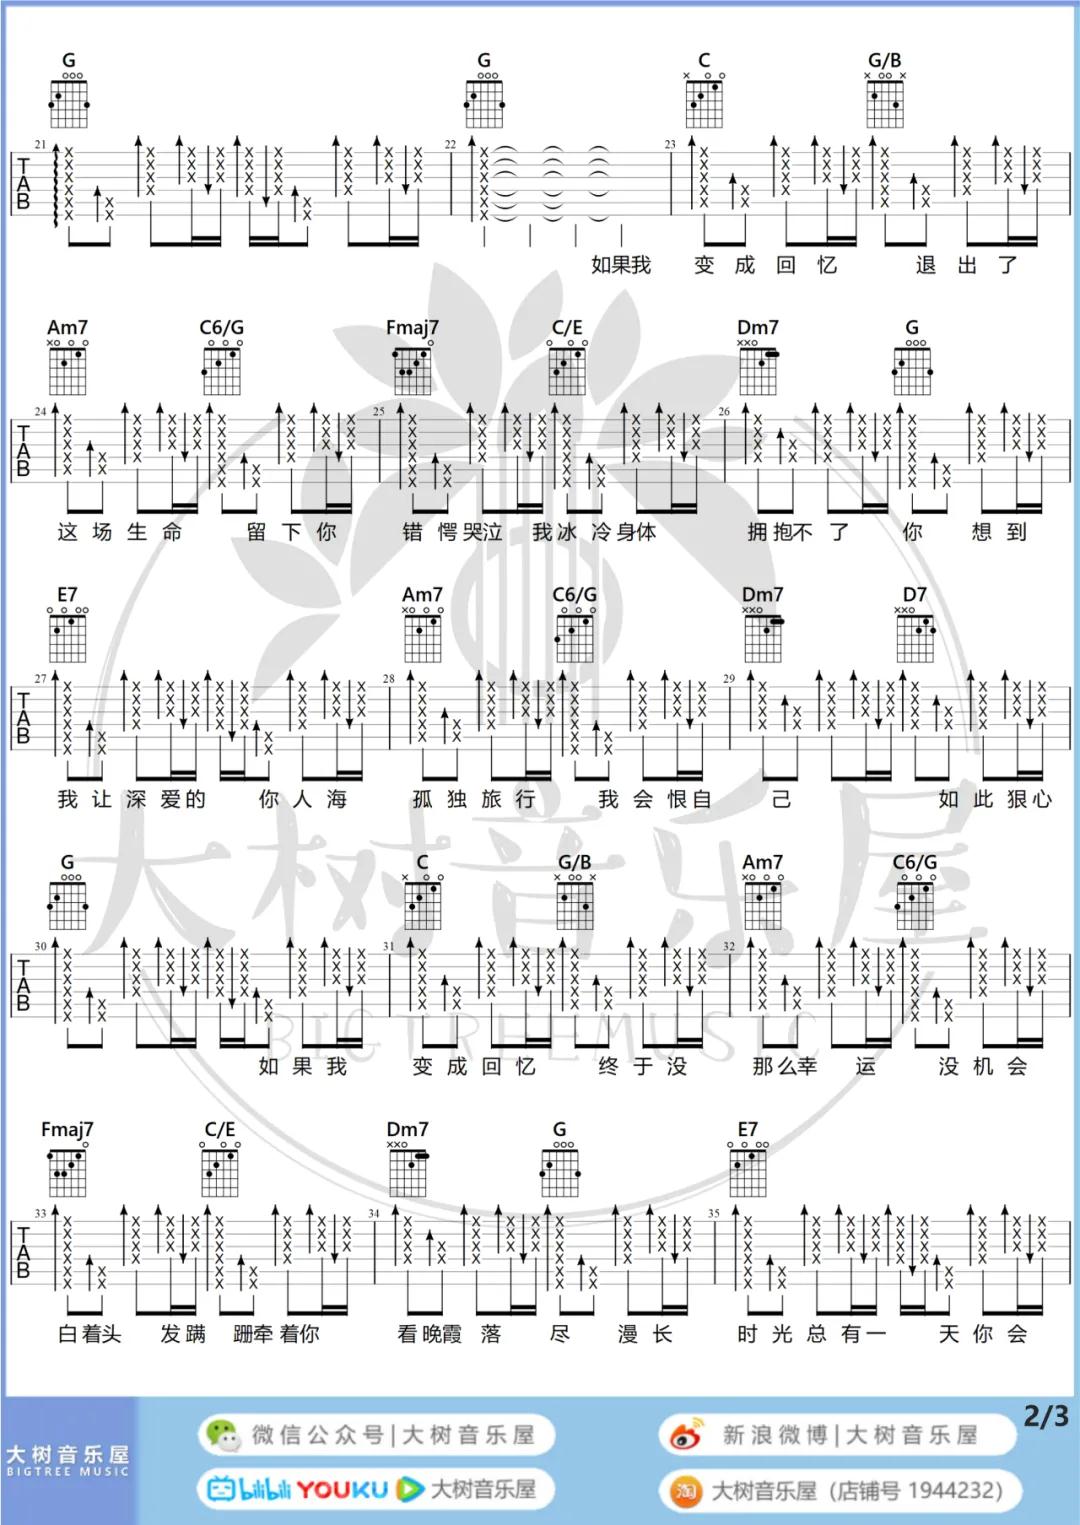 G G C G/B
21 22 23
T
A
B
如果我 变 成 回 忆 退 出 了
Am7 C6/G Fmaj7 C/E Dm7 G
24 25 26
T
A
B
这 场 生 命 留 下 你 错 愕 哭泣 我 冰 冷 身体 拥 抱不 了 你 想 到
E7 Am7 C6/G Dm7 D7
27 28 29
T
A
B
我 让 深 爱 的 你 人 海 孤 独 旅 行 我 会 恨 自 己 如 此 狠 心
G C G/B Am7 C6/G
30 31 32
T
A
B
如 果 我 变 成 回 忆 终 于 没 那么幸 运 没 机 会
Fmaj7 C/E Dm7 G E7
33 34 35
T
A
B
白 着头 发 蹒 跚牵 着你 看 晚霞 落 尽 漫 长 时 光 总 有 一 天 你 会
大树音乐屋
BIGTREEMUSIC
2/3
大树音乐屋
BIGTREE MUSIC
微信公众号|大树音乐屋
新浪微博|大树音乐屋
bilibili YOUKU 大树音乐屋
淘 大树音乐屋（店铺号 1944232）